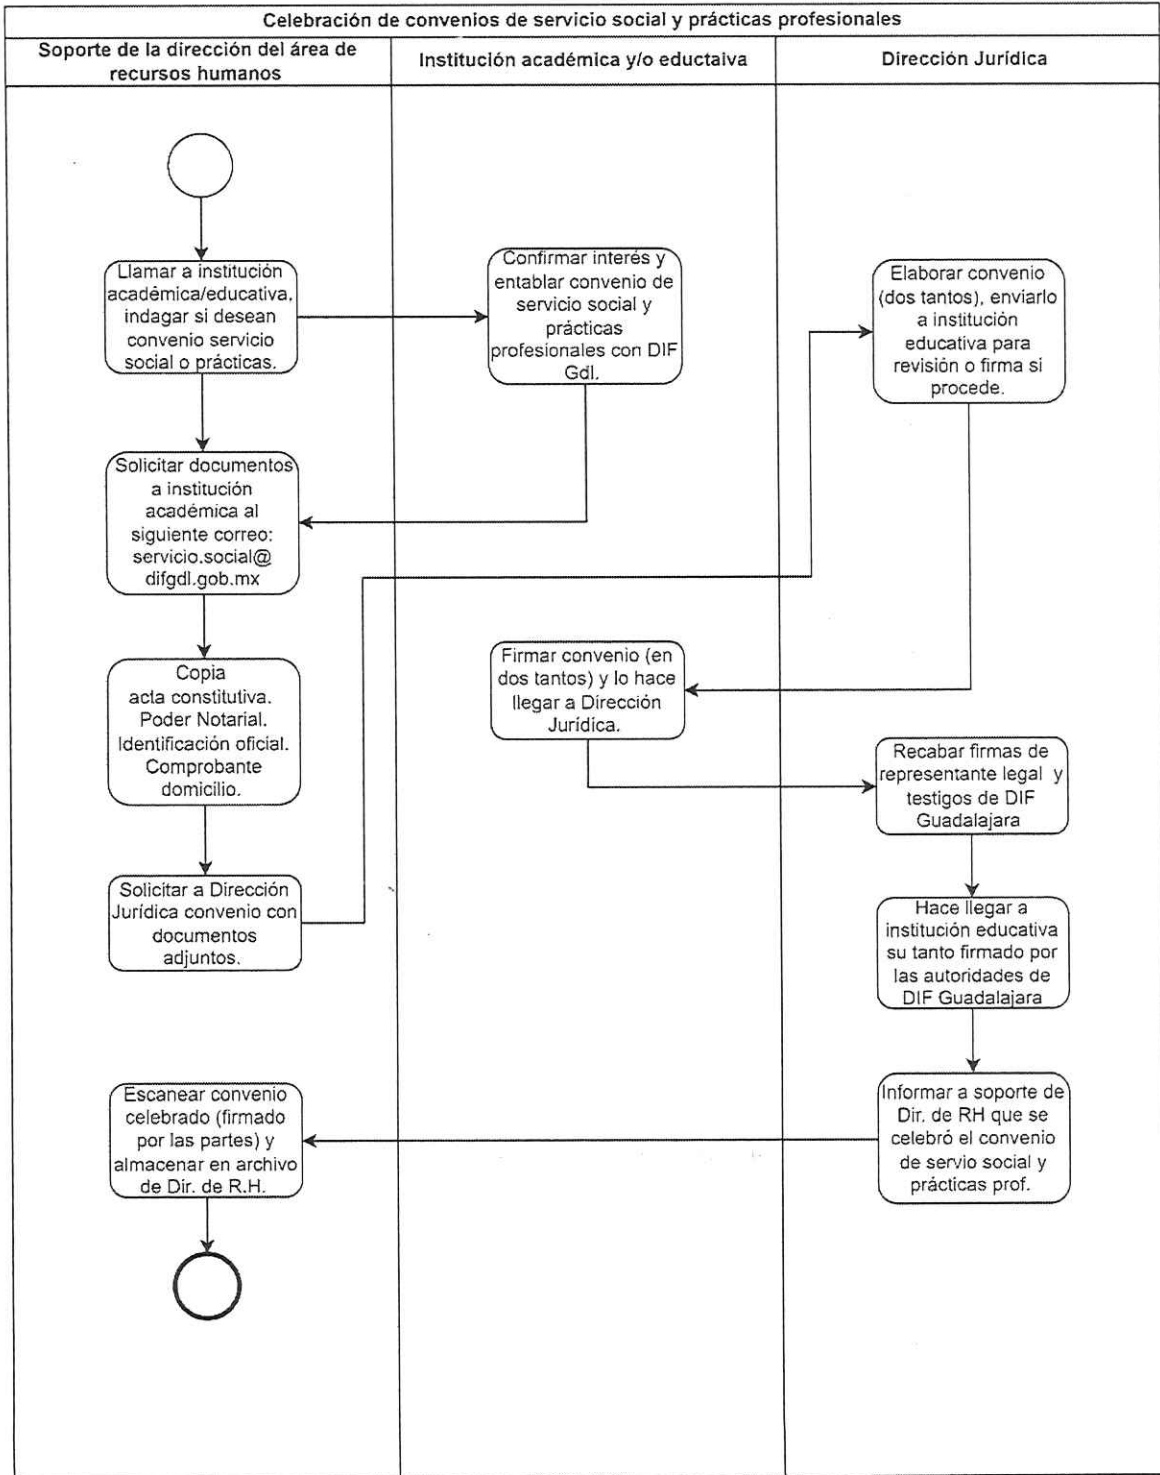 Celebración de convenios de servicio social y prácticas profesionales
Soporte de la dirección del área de
recursos humanos
Institución académica y/o eductaiva
Dirección Jurídica
Llamar a institución
académica/educativa,
indagar si desean
convenio servicio
social o prácticas.
Confirmar interés y
entablar convenio de
servicio social y
prácticas
profesionales con DIF
Gdl.
Elaborar convenio
(dos tantos), enviarlo
a institución
educativa para
revisión o firma si
procede.
Solicitar documentos
a institución
académica al
siguiente correo:
servicio.social@
difgdl.gob.mx
Copia
acta constitutiva.
Poder Notarial.
Identificación oficial.
Comprobante
domicilio.
Firmar convenio (en
dos tantos) y lo hace
llegar a Dirección
Jurídica.
Recabar firmas de
representante legal y
testigos de DIF
Guadalajara
Solicitar a Dirección
Jurídica convenio con
documentos
adjuntos.
Hace llegar a
institución educativa
su tanto firmado por
las autoridades de
DIF Guadalajara
Escanear convenio
celebrado (firmado
por las partes) y
almacenar en archivo
de Dir. de R.H.
Informar a soporte de
Dir. de RH que se
celebró el convenio
de servio social y
prácticas prof.